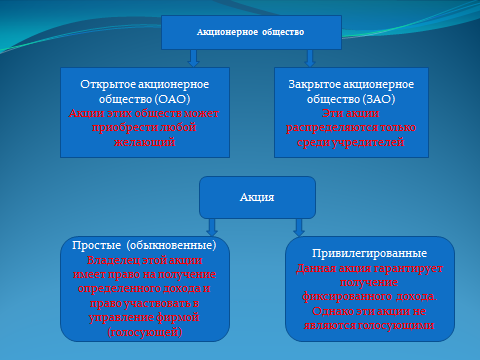 Акционерное общество
Открытое акционерное
общество (ОАО)
Акции этих обществ может
приобрести любой
желающий
Закрытое акционерное
общество (ЗАО)
Эти акции
распределяются только
среди учредителей
Акция
Простые (обыкновенные)
Владелец этой акции
имеет право на получение
определенного дохода и
право участвовать в
управление фирмой
(голосующей)
Привилегированные
Данная акция гарантирует
получение
фиксированного дохода
Однако эти акции не
являются голосующими